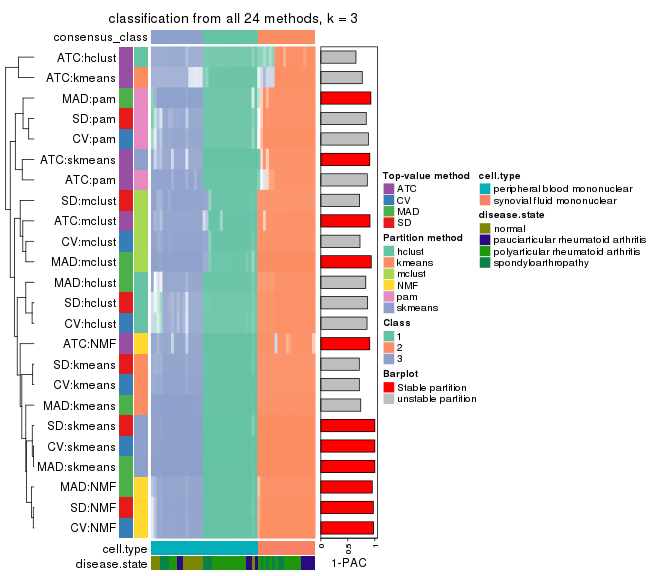 classification from all 24 methods, k = 3
consensus_class
ATC:hclust
ATC:kmeans
MAD:pam
SD:pam
CV:pam
ATC:skmeans
ATC:pam
SD:mclust
ATC:mclust
CV:mclust
MAD:mclust
MAD:hclust
SD:hclust
CV:hclust
ATC:NMF
SD:kmeans
CV:kmeans
MAD:kmeans
SD:skmeans
CV:skmeans
MAD:skmeans
MAD:NMF
SD:NMF
CV:NMF
cell.type
disease.state
0
0.5
1
1-PAC
Top-value method
ATC
CV
MAD
SD
Partition method
hclust
kmeans
mclust
NMF
pam
skmeans
Class
1
2
3
Barplot
Stable partition
unstable partition
cell.type
peripheral blood mononuclear
synovial fluid mononuclear
disease.state
normal
pauciarticular rheumatoid arthritis
polyarticular rheumatoid arthritis
spondyloarthropathy